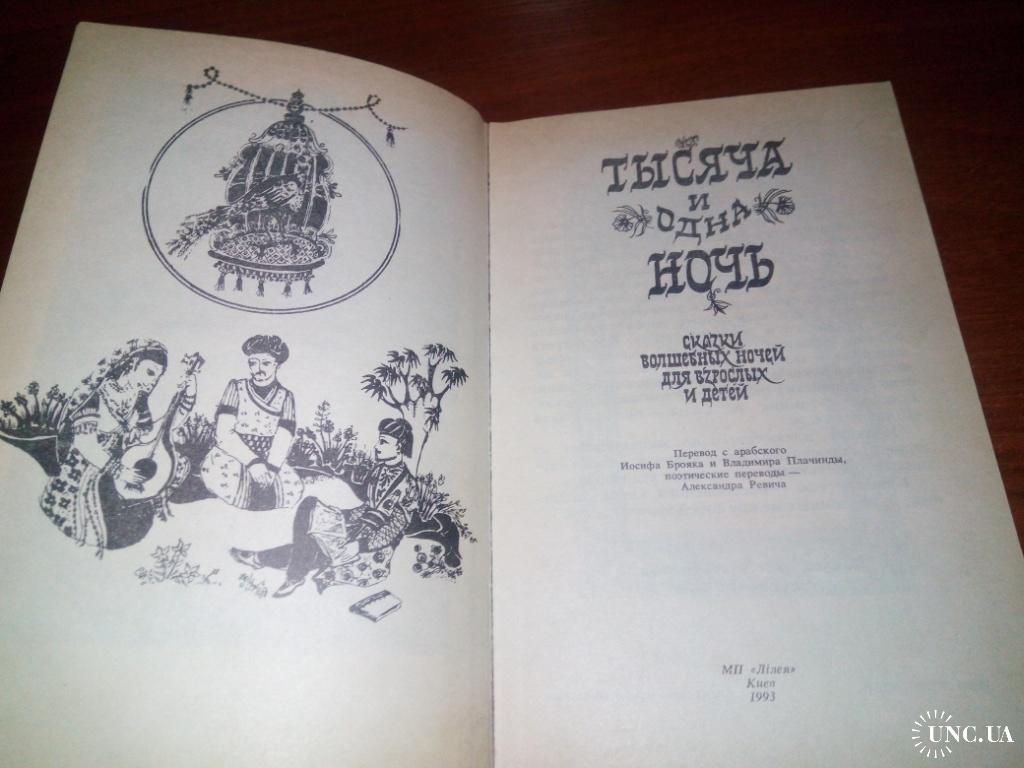 ТЫСЯЧА
И
ОДНА
НОЧЬ
СКАЗКИ
ВОЛШЕБНЫХ НОЧЕЙ
ДЛЯ ВЗРОСЛЫХ
И ДЕТЕЙ
Перевод с арабского
Иосифа Брояка и Владимира Плачинды,
поэтические переводы —
Александра Ревича
МП «Лілея»
Киев
1993
UNC.UA